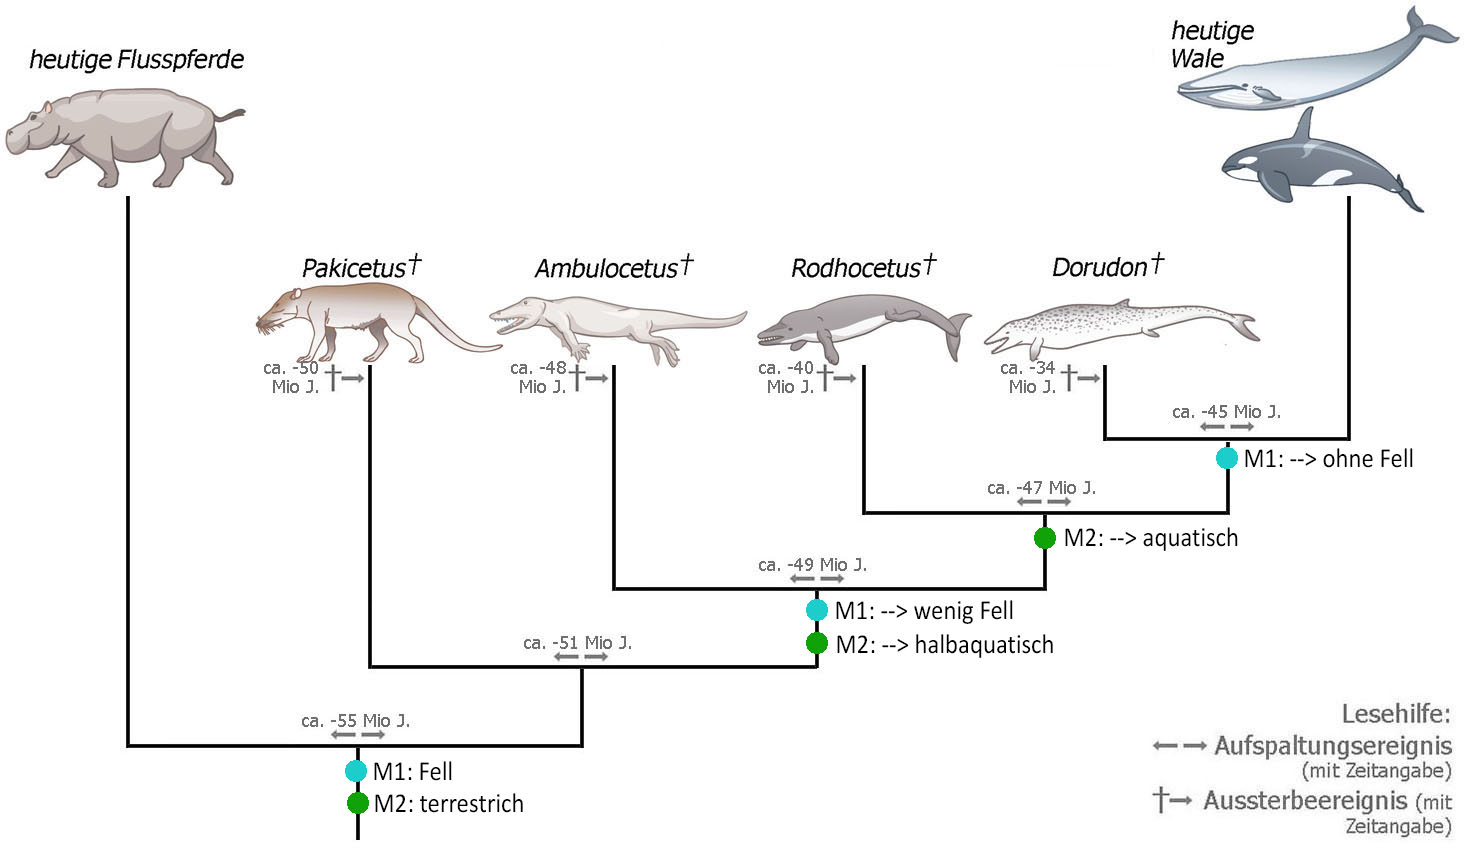 heutige Flusspferde
heutige
Wale
Pakicetus†
Ambulocetus†
Rodhocetus†
Dorudon†
ca. -50
Mio J.
ca. -48
Mio J.
ca. -40
Mio J.
ca. -34
Mio J.
ca. -45 Mio J.
M1: --> ohne Fell
ca. -47 Mio J.
M2: --> aquatisch
ca. -49 Mio J.
M1: --> wenig Fell
M2: --> halbaquatisch
ca. -51 Mio J.
ca. -55 Mio J.
M1: Fell
M2: terrestrich
Lesehilfe:
Aufspaltungsereignis
(mit Zeitangabe)
Aussterbeereignis (mit
Zeitangabe)